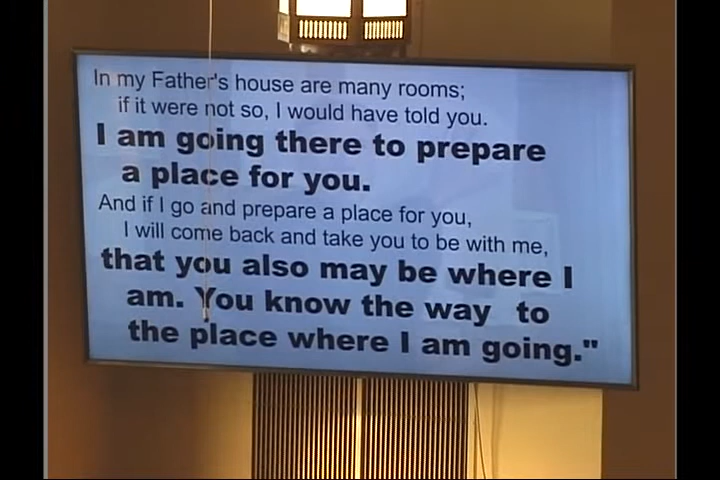 In my Father's house are many rooms;
if it were not so, I would have told you.
I am going there to prepare
a place for you.
And if I go and prepare a place for you,
I will come back and take you to be with me,
that you also may be where I
am. You know the way to
the place where I am going."